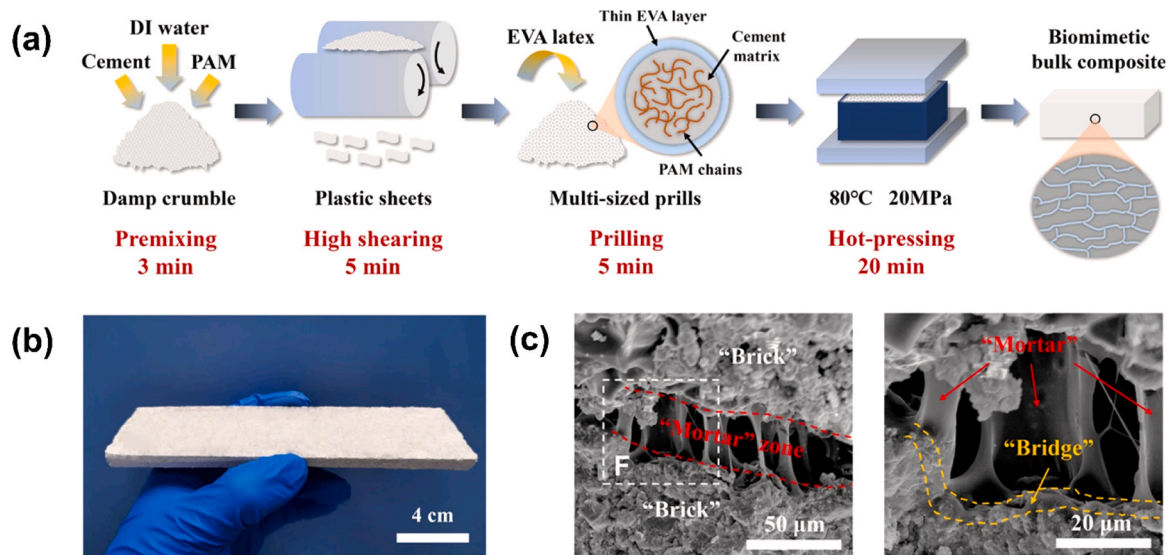 (a)
DI water
Cement
PAM
Damp crumble
Premixing
3 min
Plastic sheets
High shearing
5 min
EVA latex
Thin EVA layer
Cement
matrix
PAM chains
Multi-sized prills
Prilling
5 min
80℃ 20MPa
Hot-pressing
20 min
Biomimetic
bulk composite
(b)
4 cm
(c)
“Brick”
“Mortar” zone
F
“Brick”
50 μm
“Mortar”
“Bridge”
20 μm